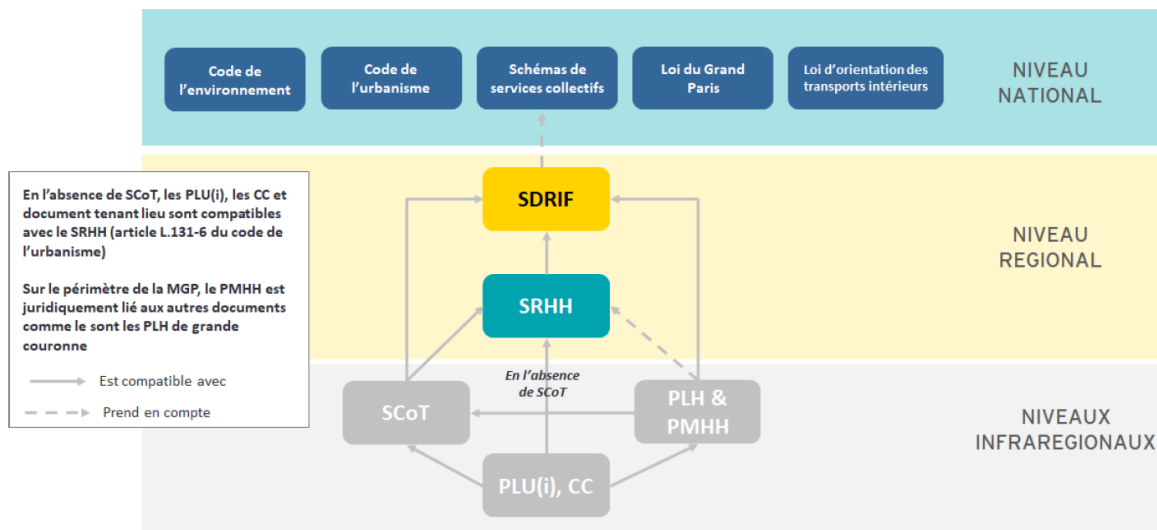 Code de
l'environnement
Code de
l'urbanisme
Schémas de
services collectifs
Loi du Grand
Paris
Loi d'orientation des
transports intérieurs
NIVEAU
NATIONAL
En l'absence de SCoT, les PLU(i), les CC et
document tenant lieu sont compatibles
avec le SRHH (article L.131-6 du code de
l'urbanisme)
Sur le périmètre de la MGP, le PMHH est
juridiquement lié aux autres documents
comme le sont les PLH de grande
couronne
Est compatible avec
Prend en compte
SDRIF
SRHH
NIVEAU
REGIONAL
En l'absence
de SCoT
SCoT
PLH &
PMHH
PLU(i), CC
NIVEAUX
INFRAREGIONAUX